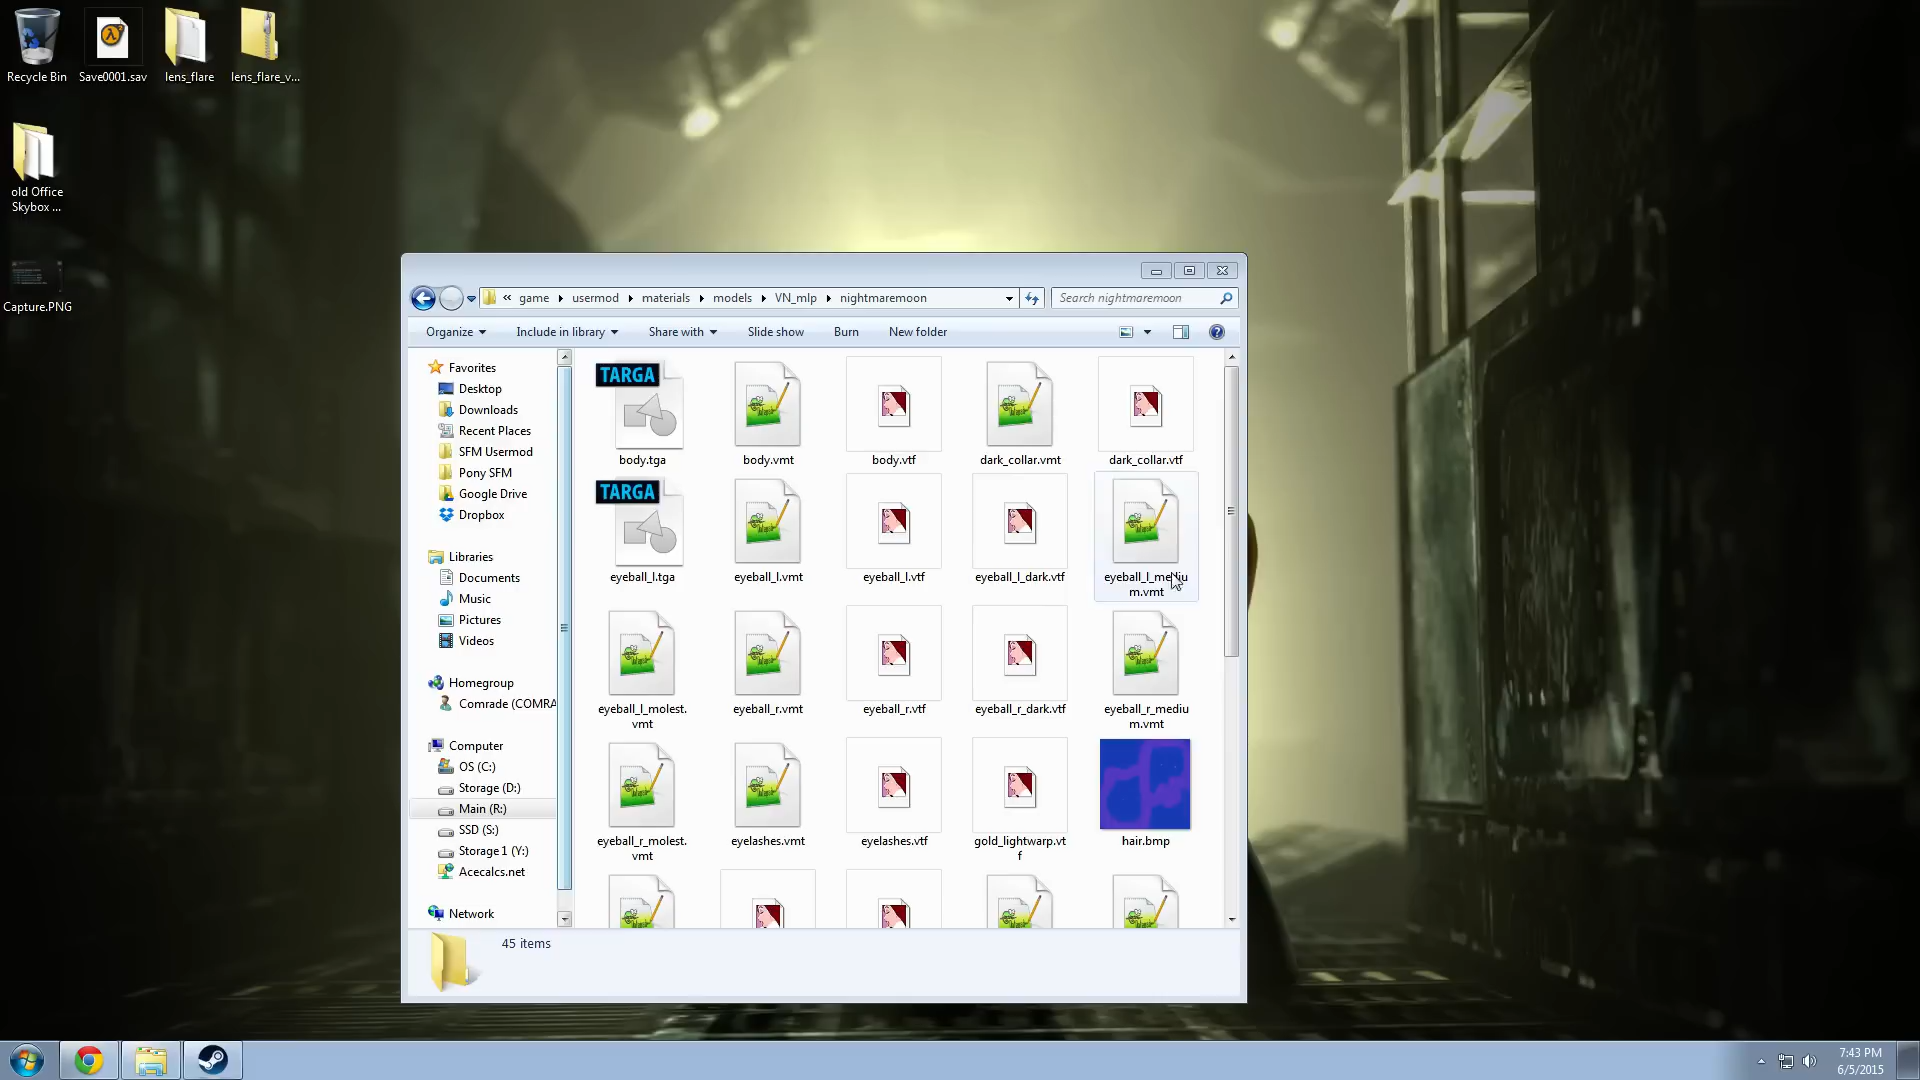 Recycle Bin
Save0001.sav
lens_flare
lens_flare_v...
old Office
Skybox ...
Capture.PNG
« game ▸ usermod ▸ materials ▸ models ▸ VN_mlp ▸ nightmaremoon
Search nightmaremoon
Organize
Include in library
Share with
Slide show
Burn
New folder
Favorites
Desktop
Downloads
Recent Places
SFM Usermod
Pony SFM
Google Drive
Dropbox
Libraries
Documents
Music
Pictures
Videos
Homegroup
Comrade (COMRA
Computer
OS (C:)
Storage (D:)
Main (R:)
SSD (S:)
Storage 1 (Y:)
Acecalcs.net
Network
TARGA
body.tga
body.vmt
body.vtf
dark_collar.vmt
dark_collar.vtf
TARGA
eyeball_l.tga
eyeball_l.vmt
eyeball_l.vtf
eyeball_l_dark.vtf
eyeball_l_mediu
m.vmt
eyeball_l_molest.
vmt
eyeball_r.vmt
eyeball_r.vtf
eyeball_r_dark.vtf
eyeball_r_mediu
m.vmt
eyeball_r_molest.
vmt
eyelashes.vmt
eyelashes.vtf
gold_lightwarp.vt
f
hair.bmp
45 items
7:43 PM
6/5/2015